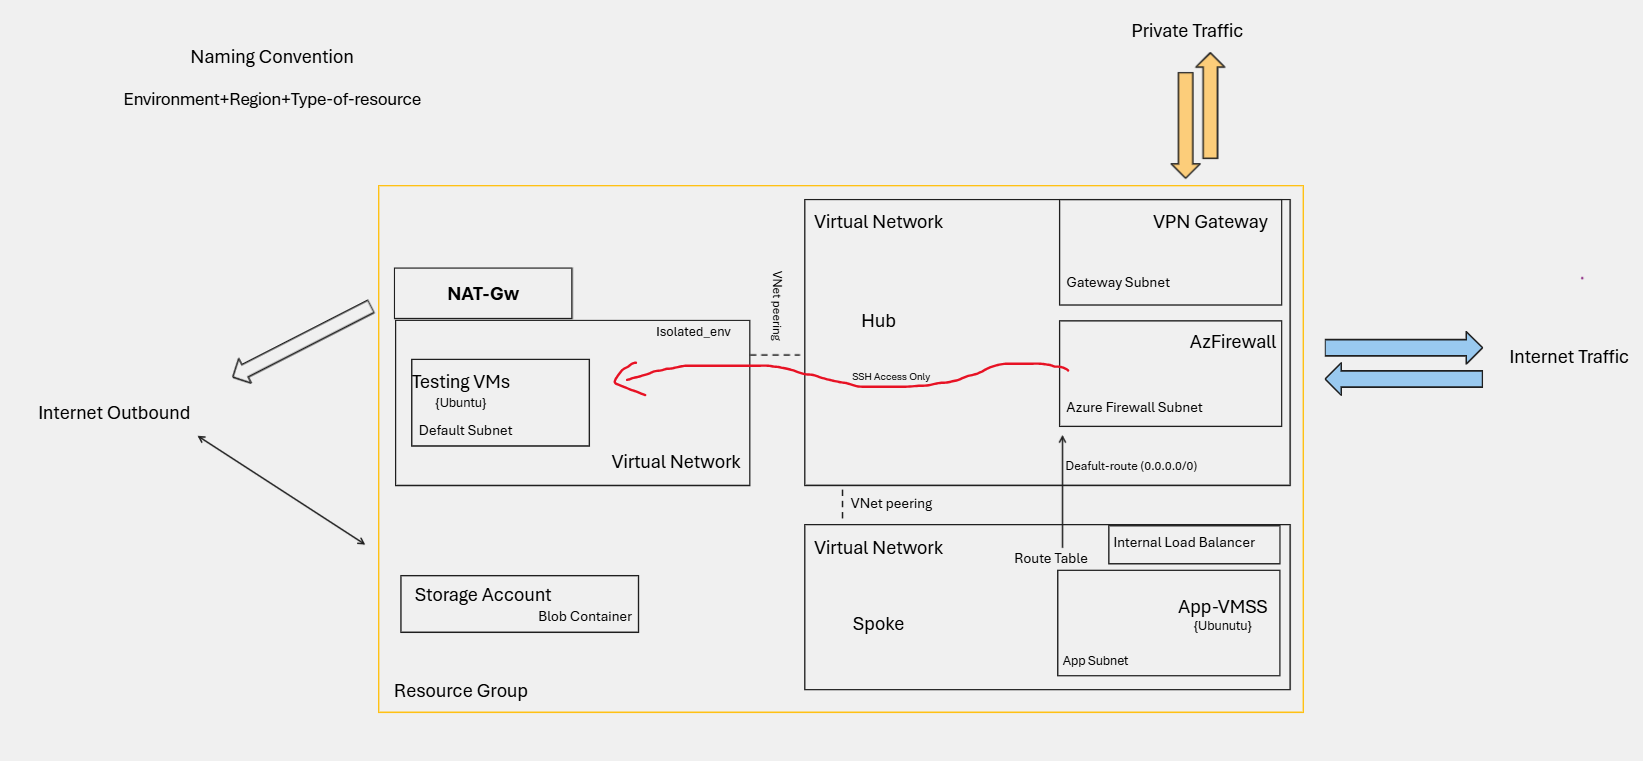 Private Traffic
Naming Convention
Environment+Region+Type-of-resource
Virtual Network
VPN Gateway
Gateway Subnet
NAT-Gw
VNet peering
Isolated_env
Hub
AzFirewall
Internet Traffic
Testing VMs
{Ubuntu}
Default Subnet
SSH Access Only
Azure Firewall Subnet
Internet Outbound
Virtual Network
Deafult-route (0.0.0.0/0)
VNet peering
Virtual Network
Internal Load Balancer
Route Table
Storage Account
Blob Container
Spoke
App-VMSS
{Ubunutu}
App Subnet
Resource Group